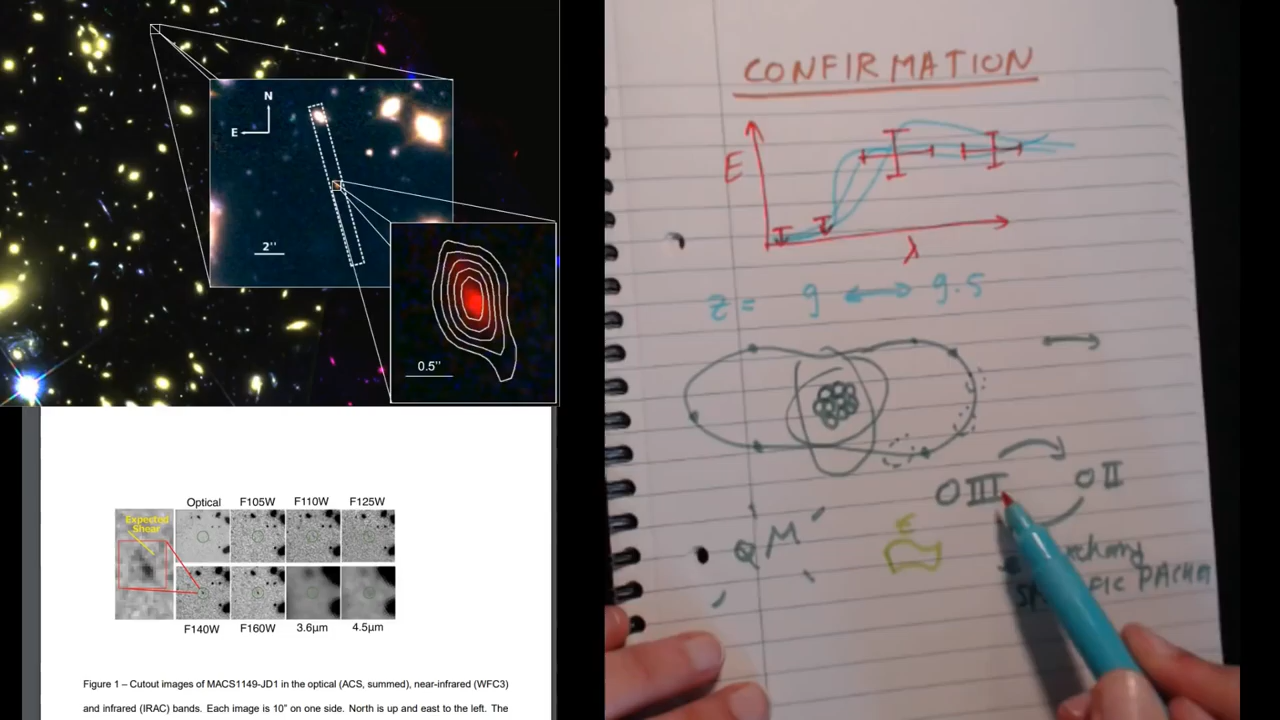 N
E
2''
0.5''
Optical F105W F110W F125W
Expected
Shear
F140W F160W 3.6μm 4.5μm
Figure 1 – Cutout images of MACS1149-JD1 in the optical (ACS, summed), near-infrared (WFC3)
and infrared (IRAC) bands. Each image is 10” on one side. North is up and east to the left. The
CONFIRMATION
E
λ
z = 9 ↔ 9.5
OIII OII
QM
PACKET